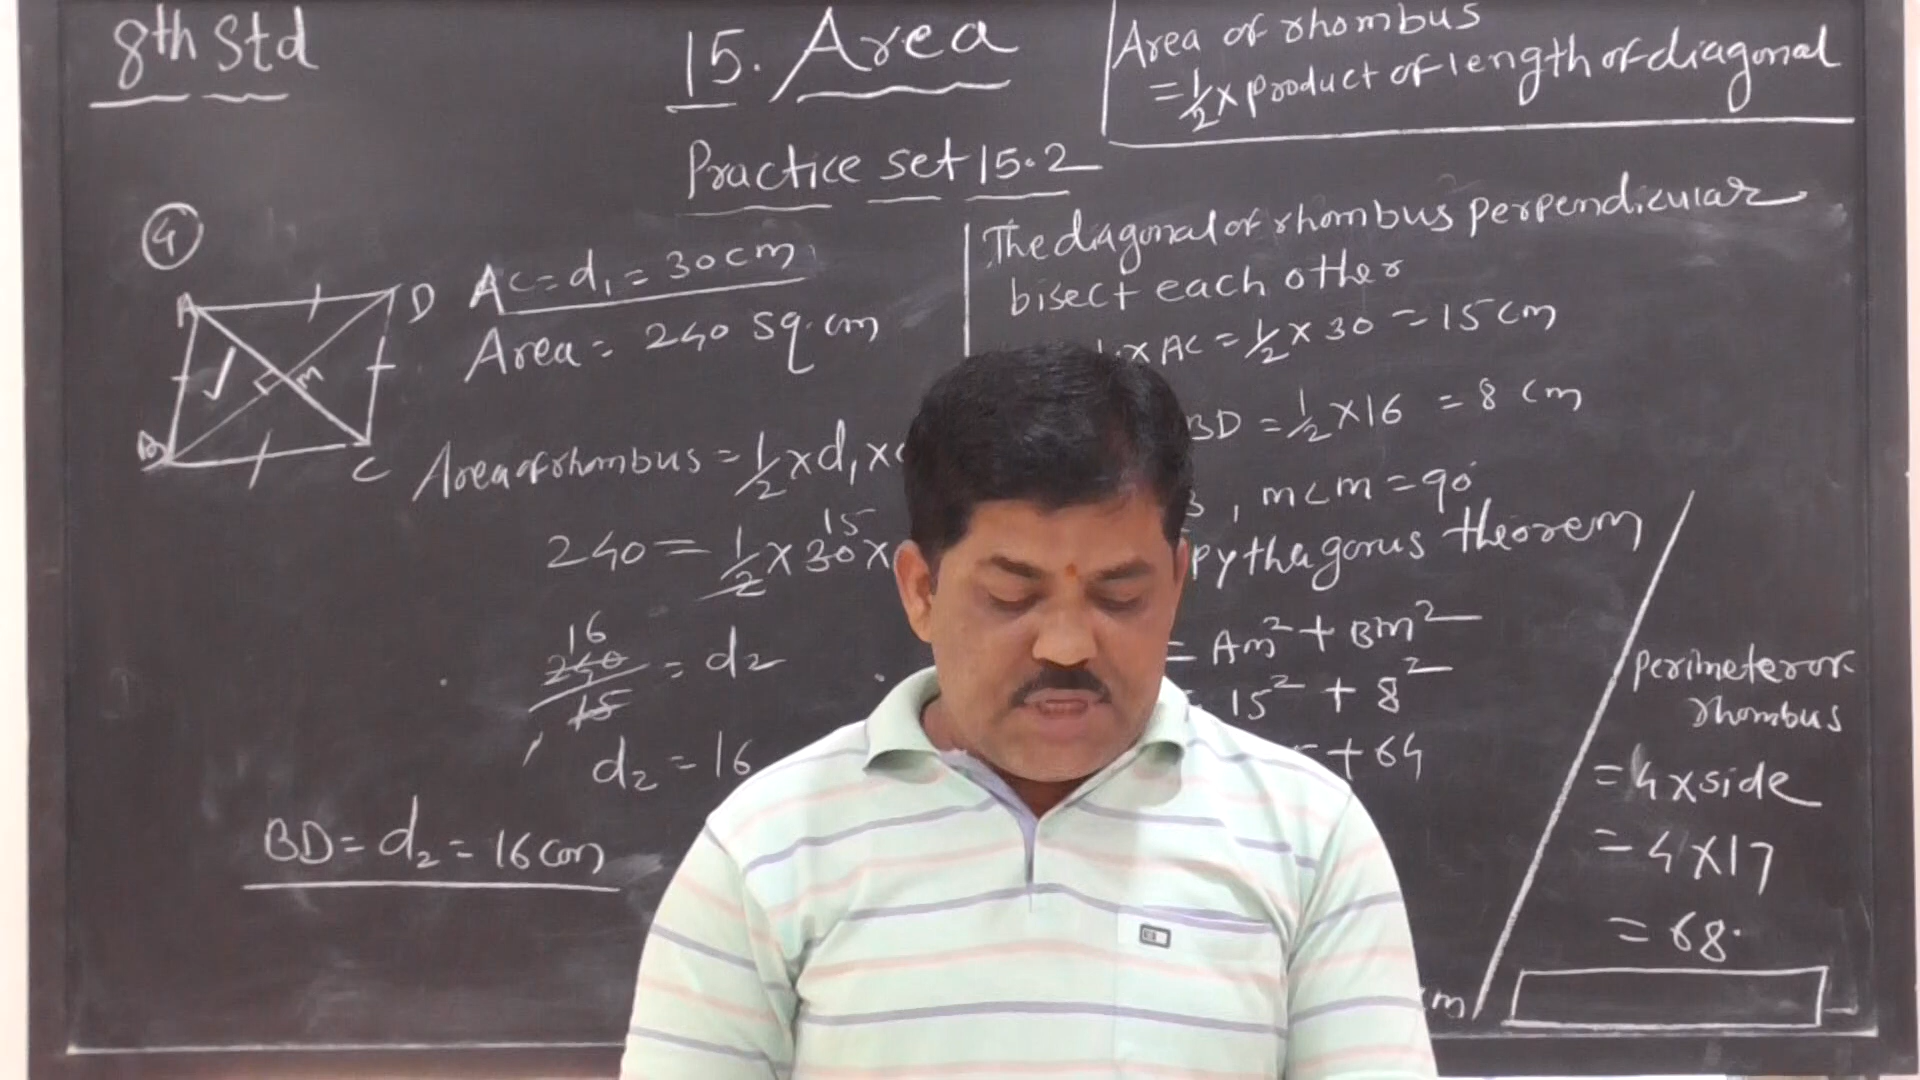 8th Std
15. Area
Area of rhombus
= 1/2 x product of length of diagonal
Practice set 15.2
4
A D
m
B C
AC = d₁ = 30 cm
Area = 240 sq. cm
Area of rhombus = 1/2 x d₁ x
240 = 1/2 x 30 x
15
16
240 = d₂
15
d₂ = 16
BD = d₂ = 16 cm
The diagonal of rhombus perpendicular
bisect each other
x AC = 1/2 x 30 = 15 cm
BD = 1/2 x 16 = 8 cm
, m∠m = 90°
pythagorus theorem
= Am² + Bm²
= 15² + 8²
+ 64
m
perimeter of
rhombus
= 4 x side
= 4 x 17
= 68.